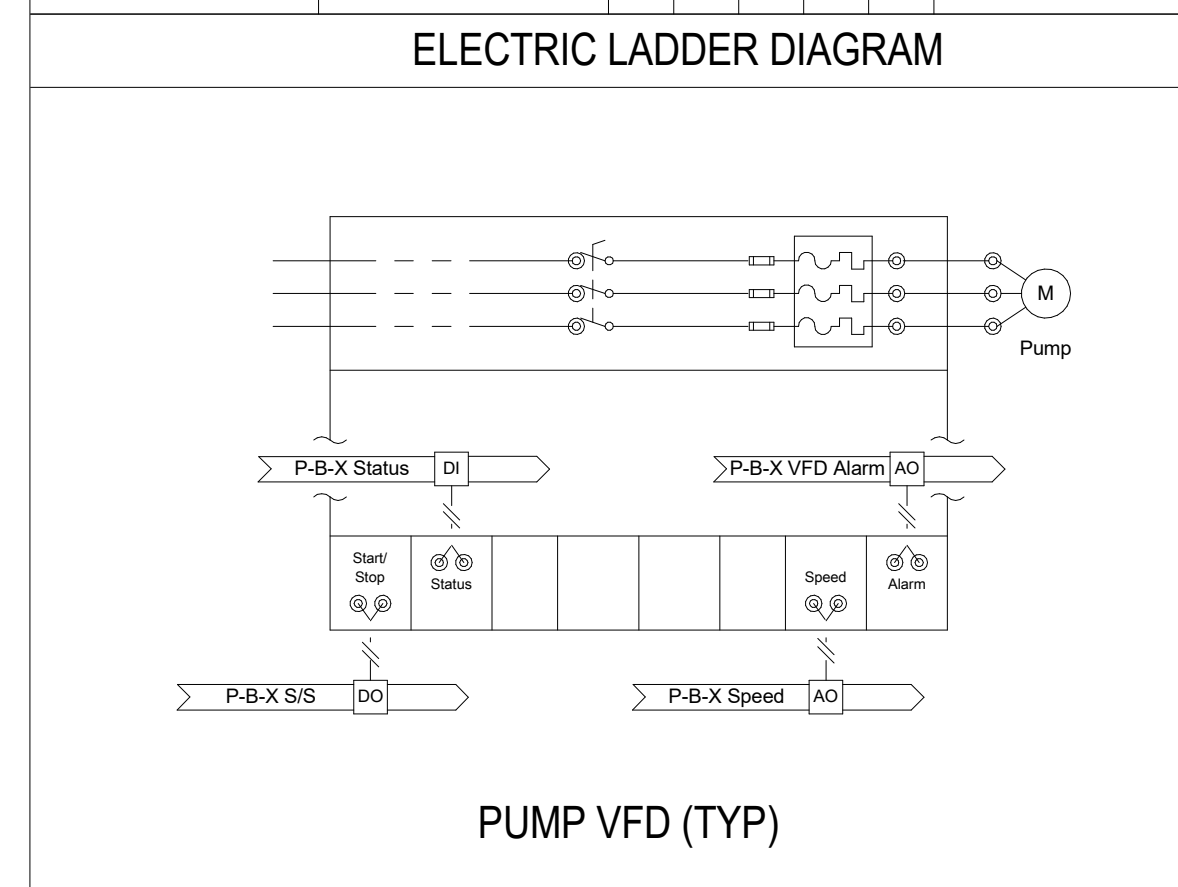 ELECTRIC LADDER DIAGRAM
M
Pump
P-B-X Status DI
P-B-X VFD Alarm AO
Start/
Stop
Status
Speed
Alarm
P-B-X S/S DO
P-B-X Speed AO
PUMP VFD (TYP)